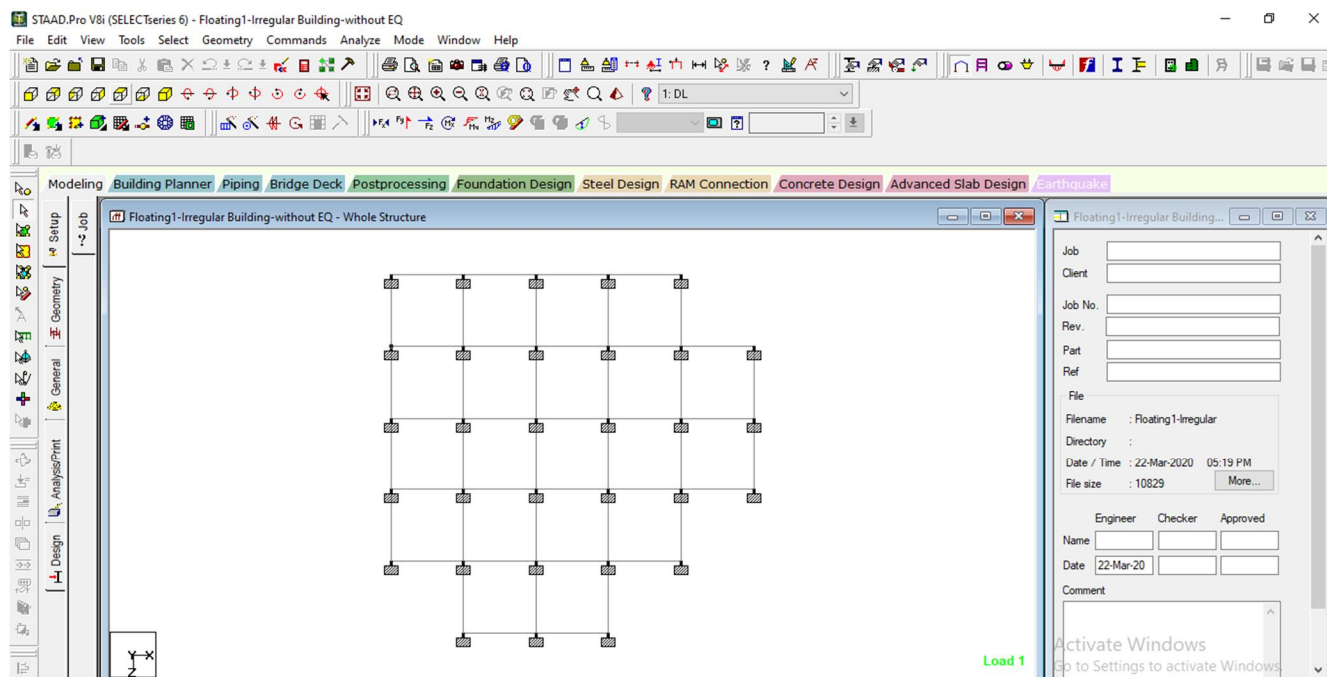 STAAD.Pro V8i (SELECTseries 6) - Floating1-Irregular Building-without EQ
File Edit View Tools Select Geometry Commands Analyze Mode Window Help
1: DL
Modeling Building Planner Piping Bridge Deck Postprocessing Foundation Design Steel Design RAM Connection Concrete Design Advanced Slab Design Earthquake
Setup
Geometry
General
Analysis/Print
Design
Job
Floating1-Irregular Building-without EQ - Whole Structure
Load 1
Y X
Z
Floating1-Irregular Building...
Job
Client
Job No.
Rev.
Part
Ref
File
Filename : Floating1-Irregular
Directory :
Date / Time : 22-Mar-2020 05:19 PM
File size : 10829 More...
Engineer Checker Approved
Name
Date 22-Mar-20
Comment
Activate Windows
Go to Settings to activate Windows.